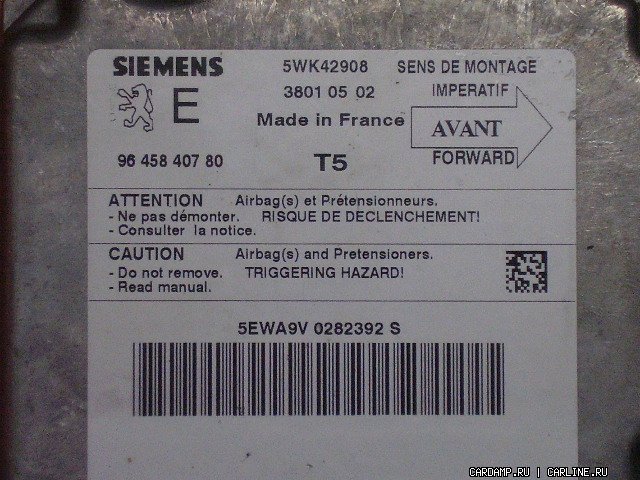 SIEMENS 5WK42908 SENS DE MONTAGE
E 3801 05 02 IMPERATIF
Made in France AVANT
96 458 407 80 T5 FORWARD
ATTENTION Airbag(s) et Prétensionneurs.
- Ne pas démonter. RISQUE DE DECLENCHEMENT!
- Consulter la notice.
CAUTION Airbag(s) and Pretensioners.
- Do not remove. TRIGGERING HAZARD!
- Read manual.
5EWA9V 0282392 S
CARDAMP.RU | CARLINE.RU